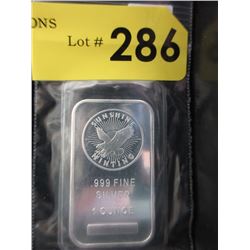 ONS
Lot # 286
SUNSHINE
MINTING
.999 FINE
SILVER
1 OUNCE